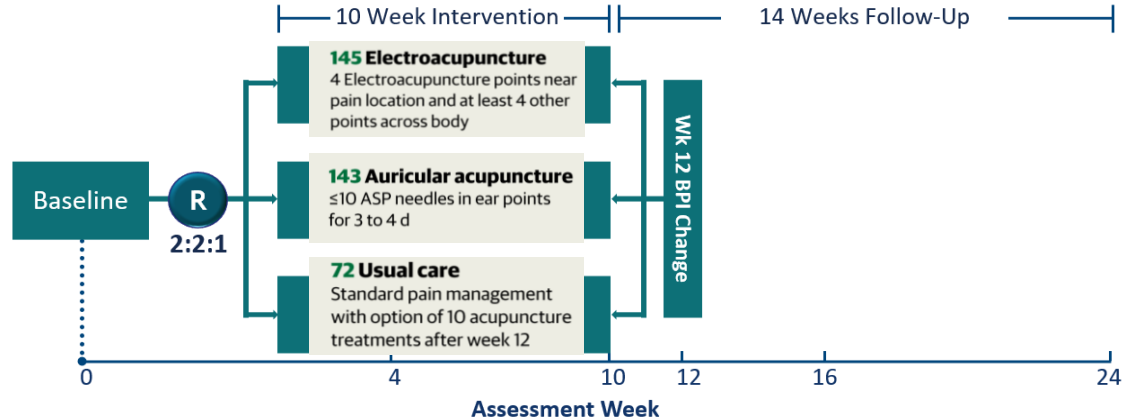 10 Week Intervention
14 Weeks Follow-Up
145 Electroacupuncture
4 Electroacupuncture points near
pain location and at least 4 other
points across body
Baseline
R
2:2:1
143 Auricular acupuncture
≤10 ASP needles in ear points
for 3 to 4 d
72 Usual care
Standard pain management
with option of 10 acupuncture
treatments after week 12
Wk 12 BPI Change
0
4
10
12
16
24
Assessment Week